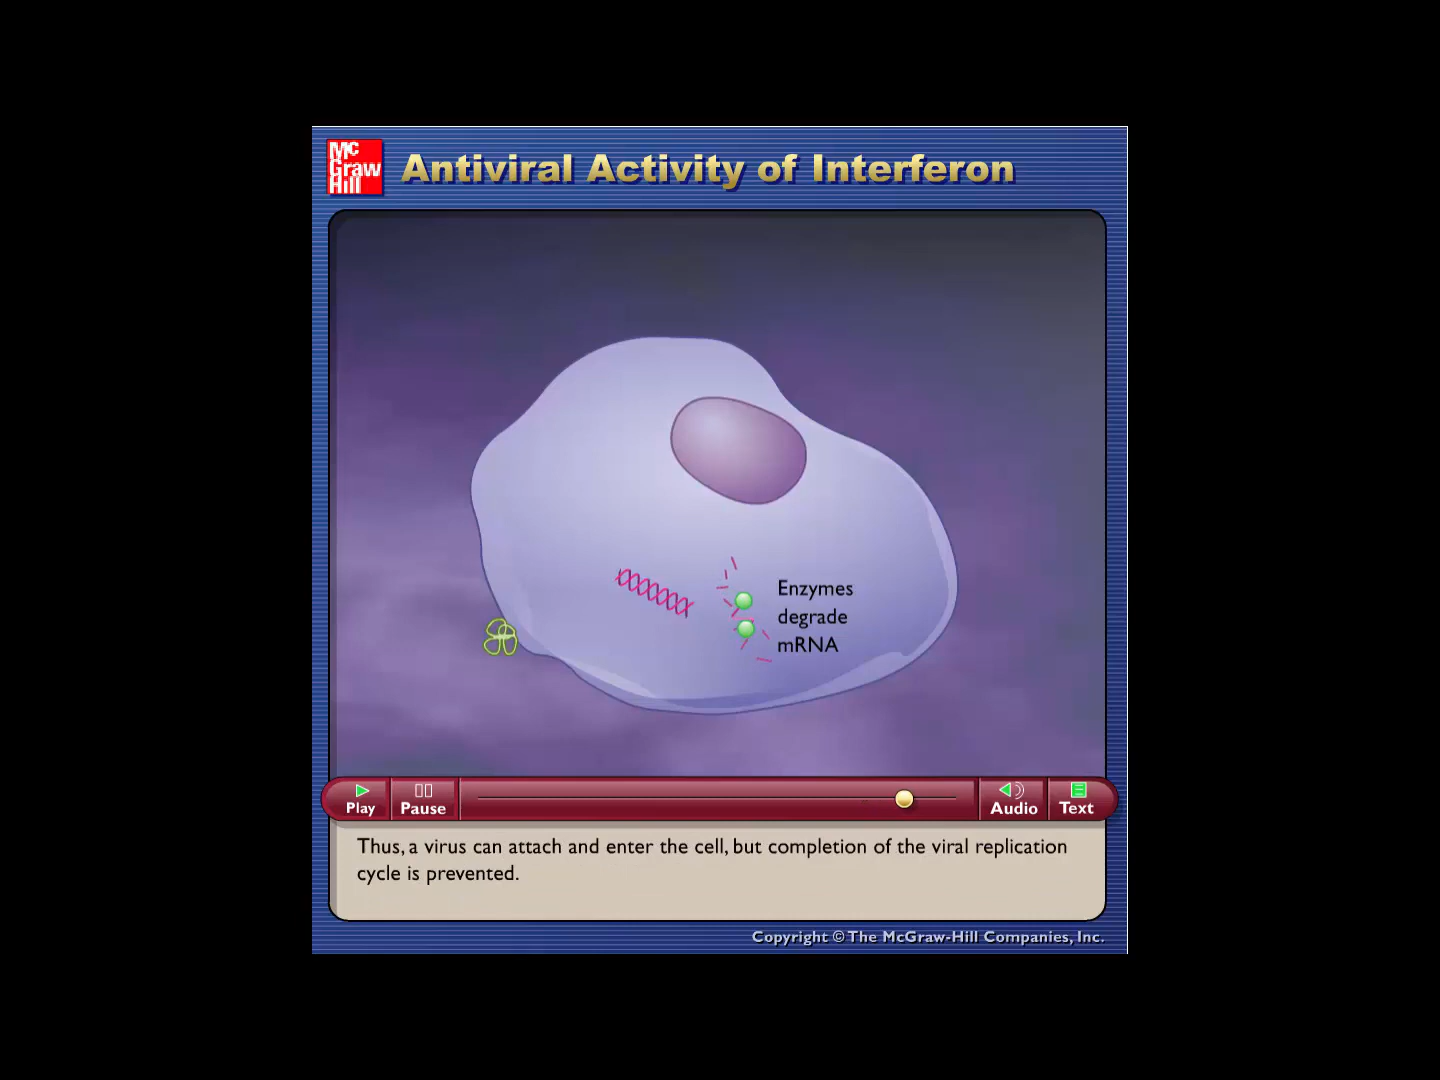 Mc
Graw
Hill
Antiviral Activity of Interferon
Enzymes
degrade
mRNA
Play
Pause
Audio
Text
Thus, a virus can attach and enter the cell, but completion of the viral replication
cycle is prevented.
Copyright © The McGraw-Hill Companies, Inc.